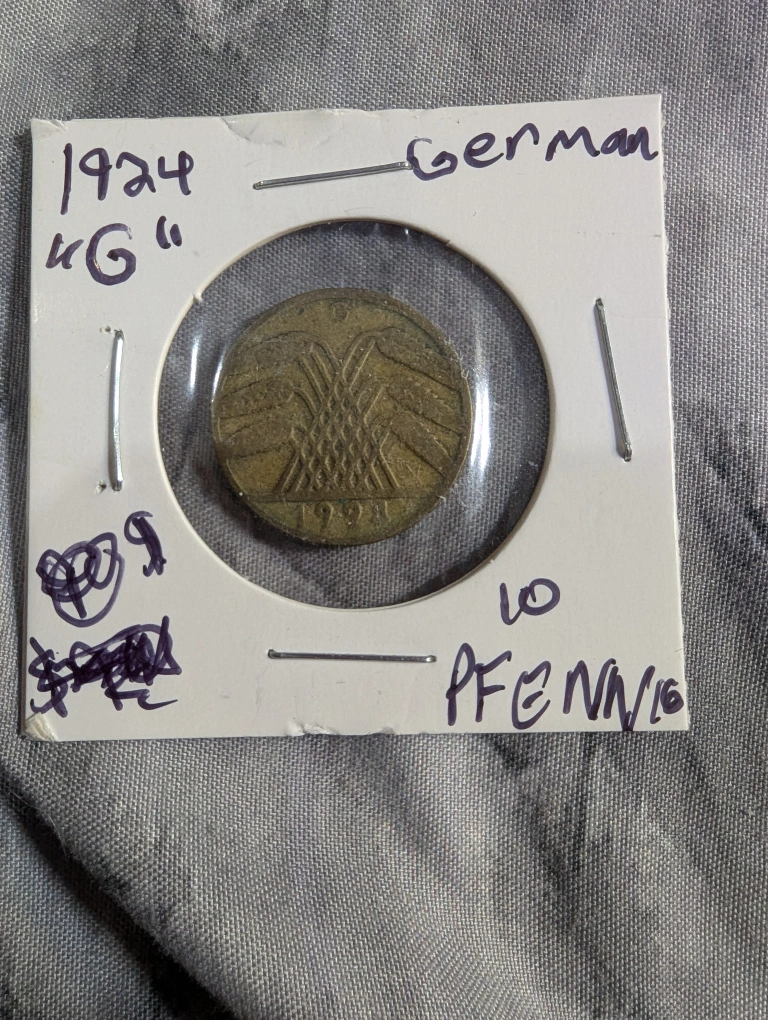 1924
German
"G"
G
10
PFENNIG